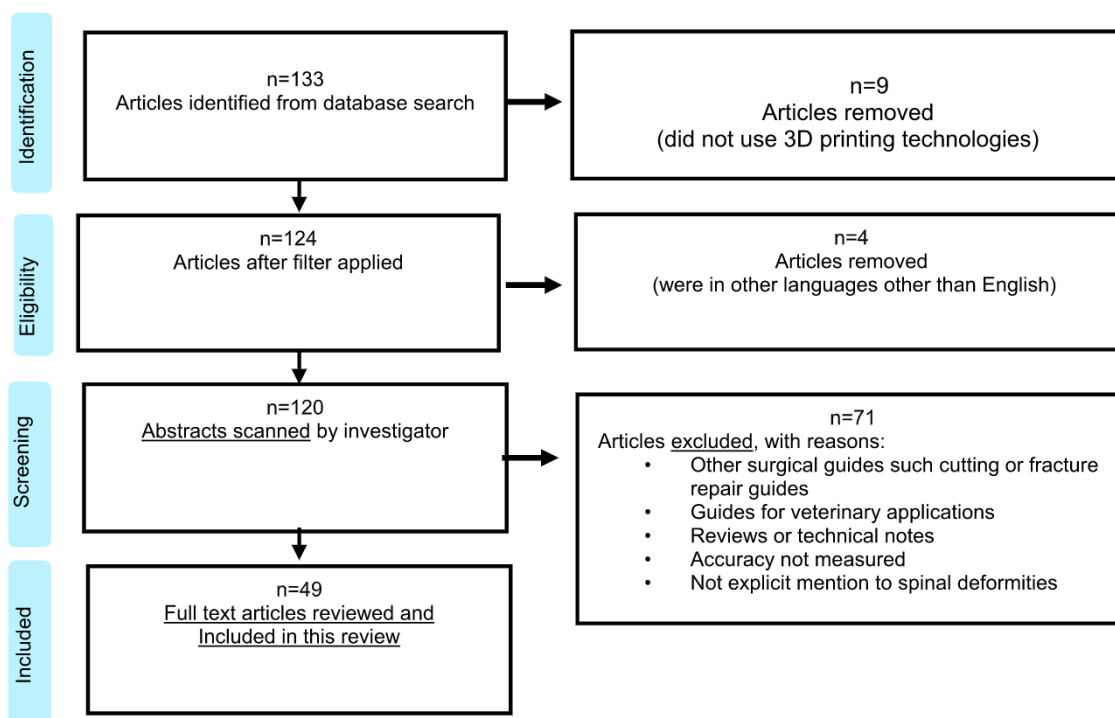 Identification
n=133
Articles identified from database search
n=9
Articles removed
(did not use 3D printing technologies)
Eligibility
n=124
Articles after filter applied
n=4
Articles removed
(were in other languages other than English)
Screening
n=120
Abstracts scanned by investigator
n=71
Articles excluded, with reasons:
• Other surgical guides such cutting or fracture
repair guides
• Guides for veterinary applications
• Reviews or technical notes
• Accuracy not measured
• Not explicit mention to spinal deformities
Included
n=49
Full text articles reviewed and
Included in this review